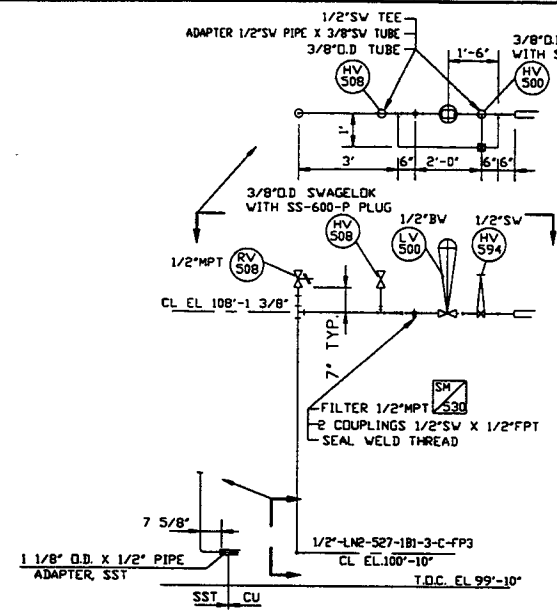 1/2"SW TEE
ADAPTER 1/2"SW PIPE X 3/8"SW TUBE
3/8"O.D TUBE
1'-6"
3/8"O.D
WITH S
HV
508
HV
500
1'
3'
6"
2'-0"
6"
6"
3/8"O.D SWAGELOK
WITH SS-600-P PLUG
1/2"MPT
RV
508
HV
508
1/2"BW
LV
500
1/2"SW
HV
594
CL EL 108'-1 3/8"
7" TYP.
SM
530
FILTER 1/2"MPT
2 COUPLINGS 1/2"SW X 1/2"FPT
SEAL WELD THREAD
7 5/8"
1 1/8" O.D. X 1/2" PIPE
ADAPTER, SST
1/2"-LN2-527-1B1-3-C-FP3
CL EL.100'-10"
T.O.C. EL 99'-10"
SST
CU